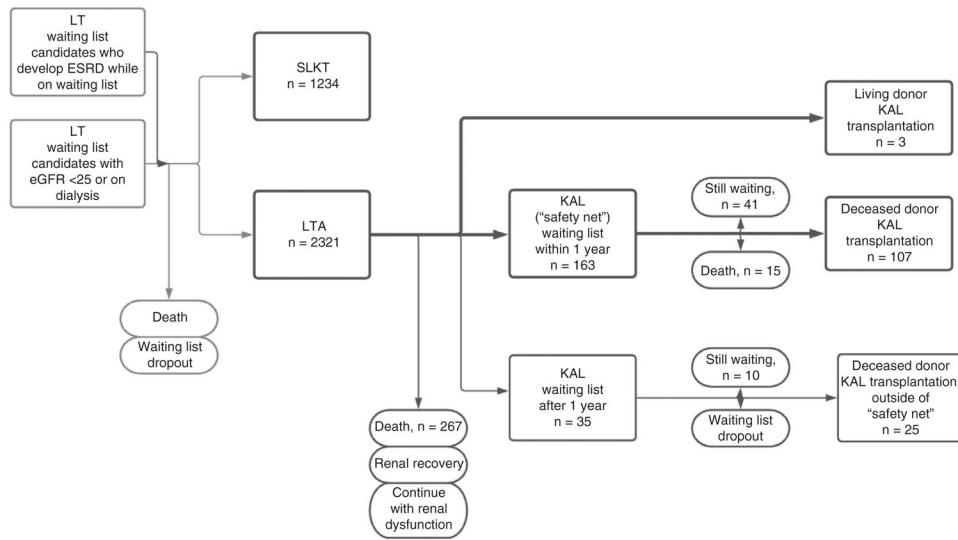 LT
waiting list
candidates who
develop ESRD while
on waiting list
LT
waiting list
candidates with
eGFR <25 or on
dialysis
Death
Waiting list
dropout
SLKT
n = 1234
LTA
n = 2321
Death, n = 267
Renal recovery
Continue
with renal
dysfunction
KAL
("safety net")
waiting list
within 1 year
n = 163
KAL
waiting list
after 1 year
n = 35
Still waiting,
n = 41
Death, n = 15
Still waiting,
n = 10
Waiting list
dropout
Living donor
KAL
transplantation
n = 3
Deceased donor
KAL
transplantation
n = 107
Deceased donor
KAL transplantation
outside of
"safety net"
n = 25